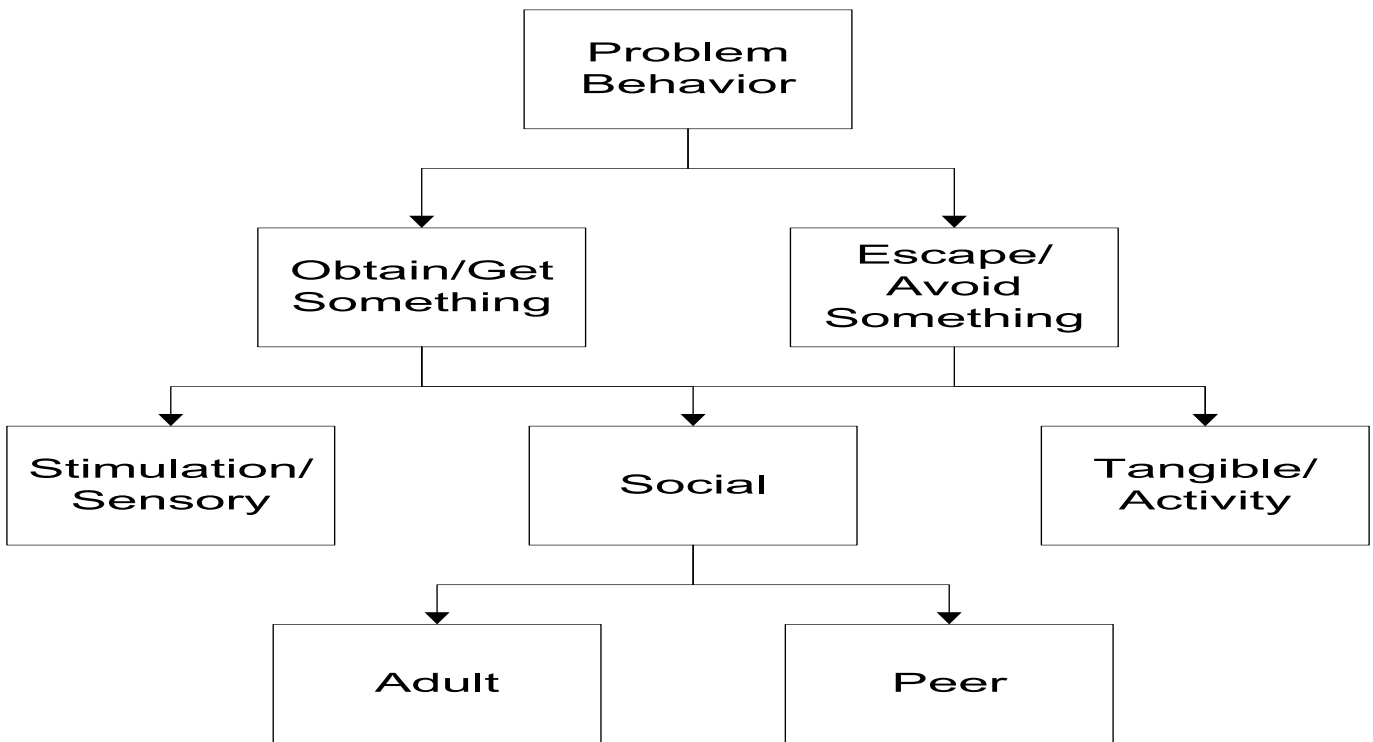 Problem
Behavior
Obtain/Get
Something
Escape/
Avoid
Something
Stimulation/
Sensory
Social
Tangible/
Activity
Adult
Peer